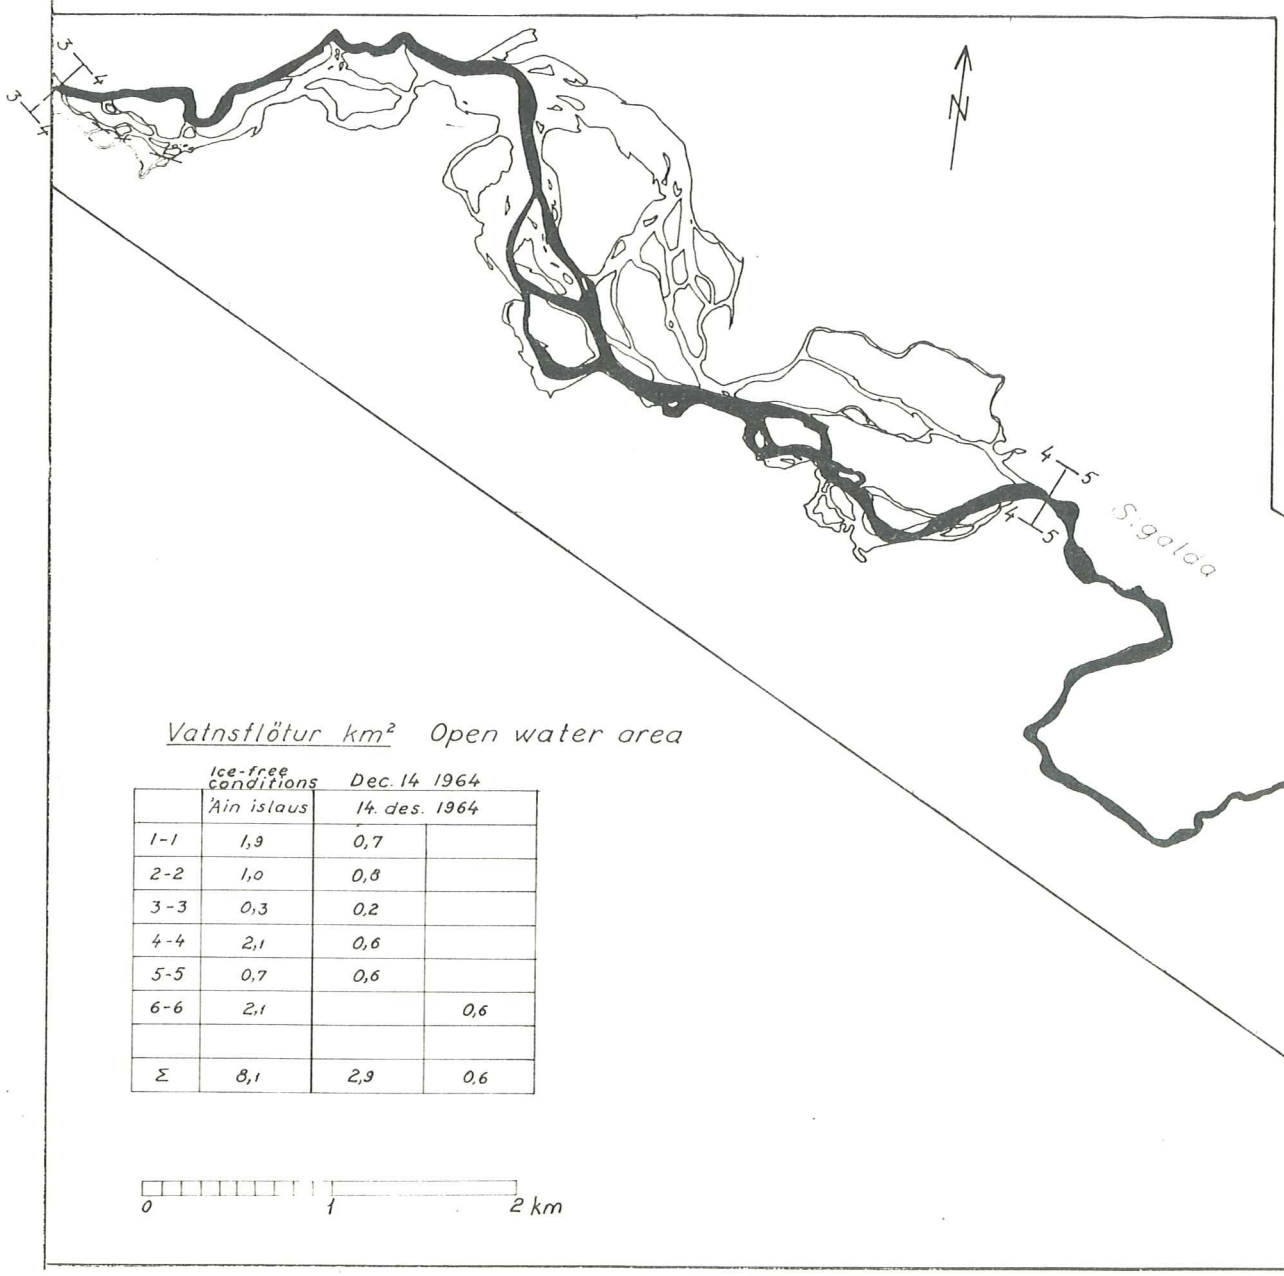 3 4
3 4
N
4 5
4 5
Sigalda
Vatnsflötur km² Open water area
Ice-free
conditions Dec. 14 1964
Áin íslaus 14. des. 1964
1-1 1,9 0,7
2-2 1,0 0,8
3-3 0,3 0,2
4-4 2,1 0,6
5-5 0,7 0,6
6-6 2,1 0,6
Σ 8,1 2,9 0,6
0 1 2 km